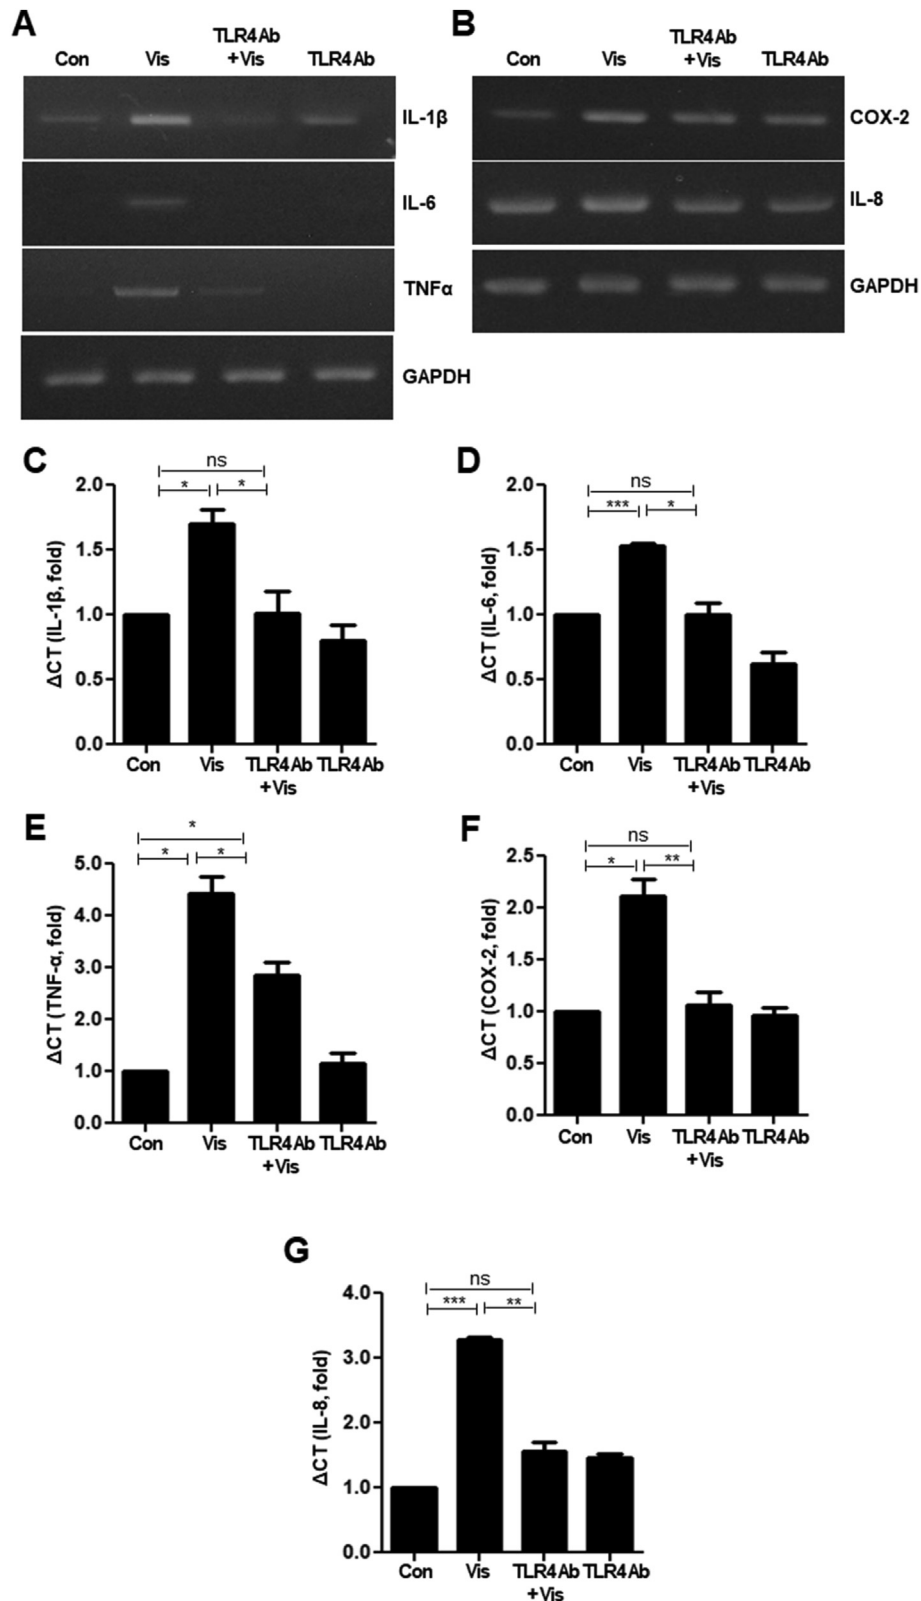 A
Con Vis TLR4Ab +Vis TLR4Ab
IL-1β
IL-6
TNFα
GAPDH
B
Con Vis TLR4Ab +Vis TLR4Ab
COX-2
IL-8
GAPDH
C
ns
* *
ΔCT (IL-1β, fold)
2.0
1.5
1.0
0.5
0.0
Con Vis TLR4Ab TLR4Ab
+Vis
D
ns
*** *
ΔCT (IL-6, fold)
2.0
1.5
1.0
0.5
0.0
Con Vis TLR4Ab TLR4Ab
+Vis
E
*
* *
ΔCT (TNF-α, fold)
5.0
4.0
3.0
2.0
1.0
0.0
Con Vis TLR4Ab TLR4Ab
+Vis
F
ns
* **
ΔCT (COX-2, fold)
2.5
2.0
1.5
1.0
0.5
0.0
Con Vis TLR4Ab TLR4Ab
+Vis
G
ns
*** **
ΔCT (IL-8, fold)
4.0
3.0
2.0
1.0
0.0
Con Vis TLR4Ab TLR4Ab
+Vis